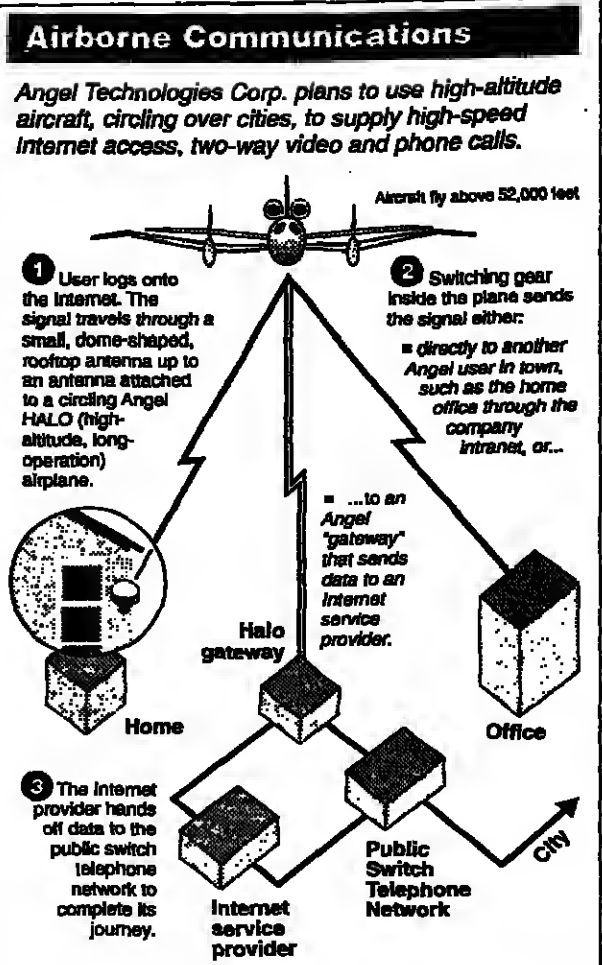 Airborne Communications
Angel Technologies Corp. plans to use high-altitude
aircraft, circling over cities, to supply high-speed
Internet access, two-way video and phone calls.
Aircraft fly above 52,000 feet
1 User logs onto
the Internet. The
signal travels through a
small, dome-shaped,
rooftop antenna up to
an antenna attached
to a circling Angel
HALO (high-
altitude, long-
operation)
airplane.
2 Switching gear
inside the plane sends
the signal either:
■ directly to another
Angel user in town,
such as the home
office through the
company
intranet, or...
■ ...to an
Angel
"gateway"
that sends
data to an
Internet
service
provider.
Halo
gateway
Home
Office
3 The Internet
provider hands
off data to the
public switch
telephone
network to
complete its
journey.
Internet
service
provider
Public
Switch
Telephone
Network
City